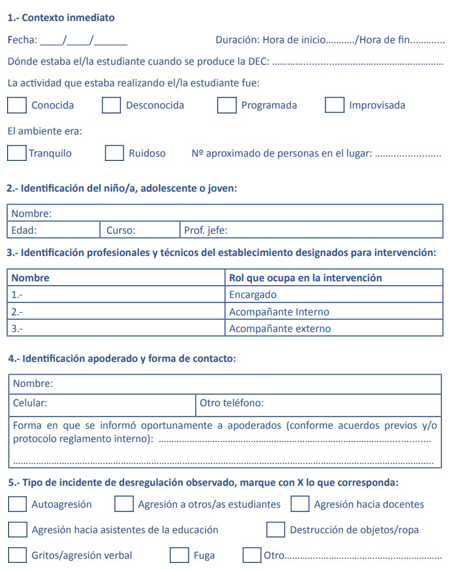 1.- Contexto inmediato
Fecha: ____/____/______ Duración: Hora de inicio………../Hora de fin………..
Dónde estaba el/la estudiante cuando se produce la DEC: ……………………………………………………
La actividad que estaba realizando el/la estudiante fue:
Conocida Desconocida Programada Improvisada
El ambiente era:
Tranquilo Ruidoso Nº aproximado de personas en el lugar: …………………..
2.- Identificación del niño/a, adolescente o joven:
Nombre:
Edad: Curso: Prof. jefe:
3.- Identificación profesionales y técnicos del establecimiento designados para intervención:
Nombre Rol que ocupa en la intervención
1.- Encargado
2.- Acompañante Interno
3.- Acompañante externo
4.- Identificación apoderado y forma de contacto:
Nombre:
Celular: Otro teléfono:
Forma en que se informó oportunamente a apoderados (conforme acuerdos previos y/o
protocolo reglamento interno): ………………………………………………………………………………
……………………………………………………………………………………………………………………………
5.- Tipo de incidente de desregulación observado, marque con X lo que corresponda:
Autoagresión Agresión a otros/as estudiantes Agresión hacia docentes
Agresión hacia asistentes de la educación Destrucción de objetos/ropa
Gritos/agresión verbal Fuga Otro……………………………………………